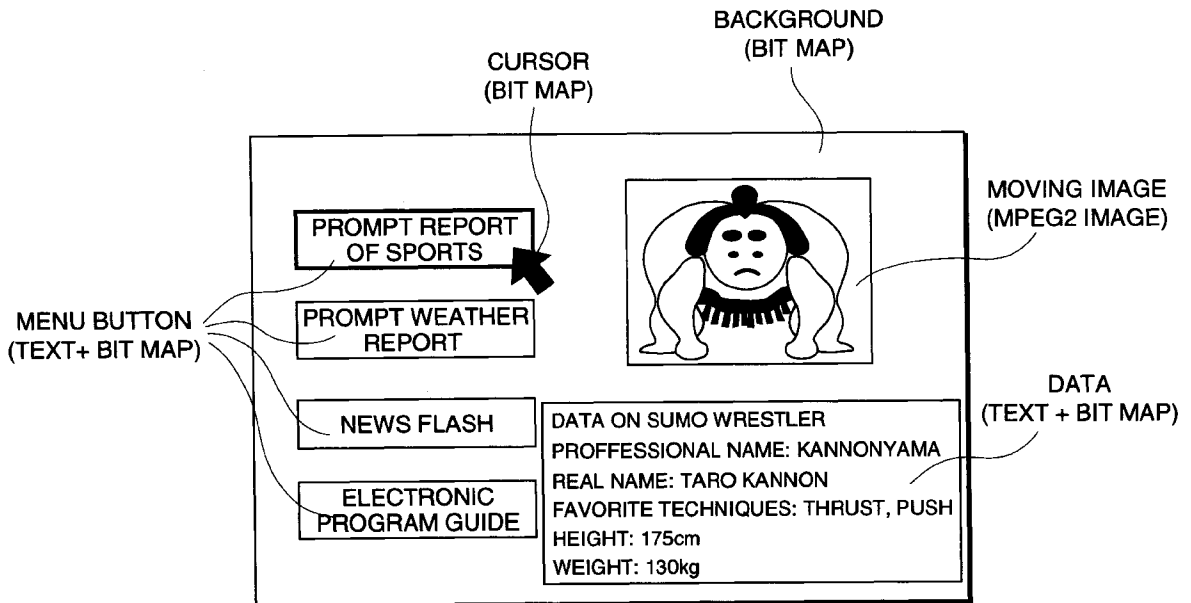 BACKGROUND
(BIT MAP)
CURSOR
(BIT MAP)
MOVING IMAGE
(MPEG2 IMAGE)
PROMPT REPORT
OF SPORTS
PROMPT WEATHER
REPORT
MENU BUTTON
(TEXT+ BIT MAP)
NEWS FLASH
ELECTRONIC
PROGRAM GUIDE
DATA
(TEXT + BIT MAP)
DATA ON SUMO WRESTLER
PROFFESSIONAL NAME: KANNONYAMA
REAL NAME: TARO KANNON
FAVORITE TECHNIQUES: THRUST, PUSH
HEIGHT: 175cm
WEIGHT: 130kg